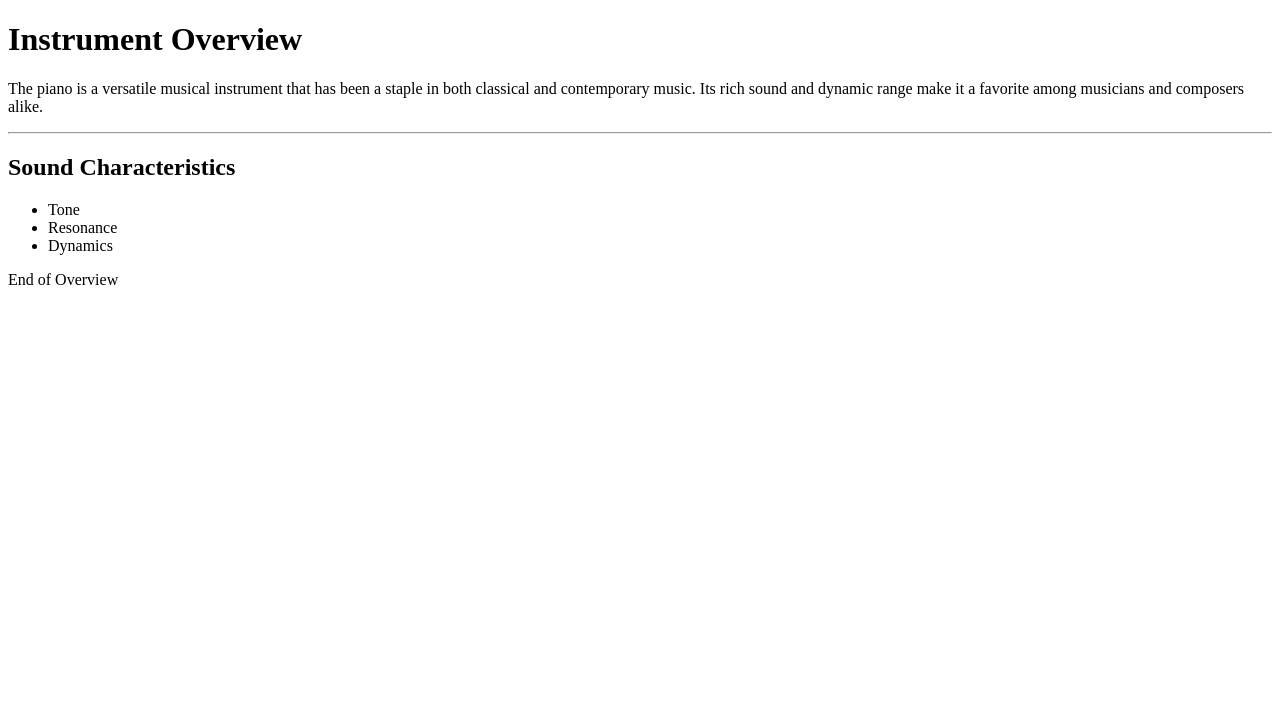 Instrument Overview
The piano is a versatile musical instrument that has been a staple in both classical and contemporary music. Its rich sound and dynamic range make it a favorite among musicians and composers
alike.
Sound Characteristics
Tone
Resonance
Dynamics
End of Overview